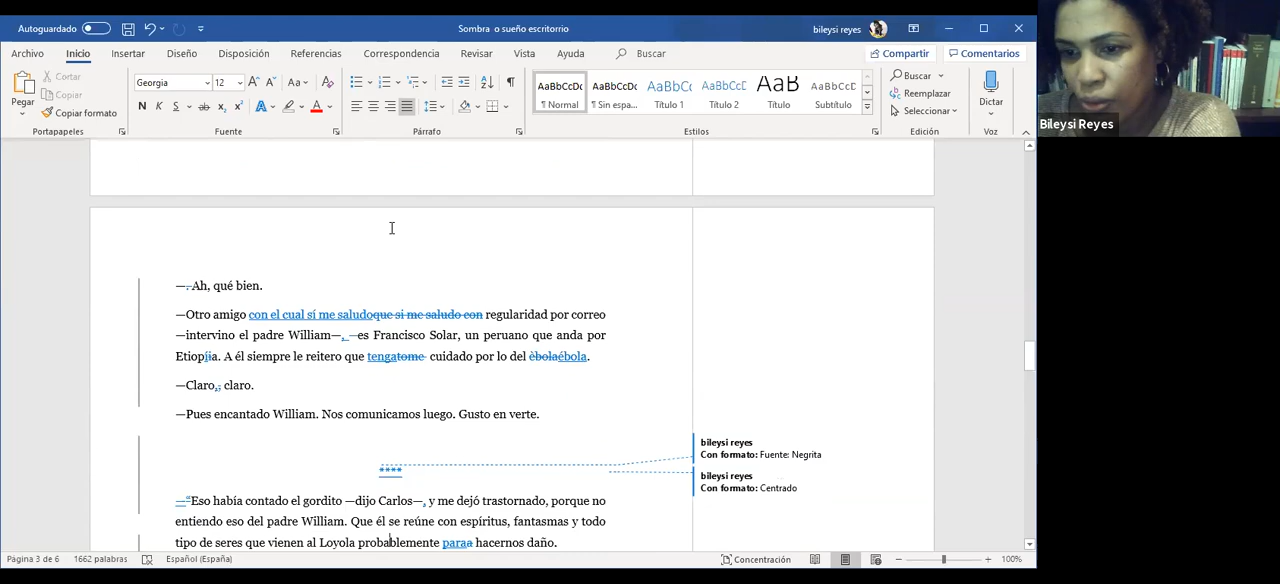 Autoguardado
Sombra o sueño escritorrio
bileysi reyes
Archivo Inicio Insertar Diseño Disposición Referencias Correspondencia Revisar Vista Ayuda Buscar
Compartir Comentarios
Pegar
Cortar
Copiar
Copiar formato
Portapapeles
Georgia 12
Fuente
Párrafo
AaBbCcDc AaBbCcDc AaBbCc AaBbCcD AaB AaBbCcD
¶ Normal ¶ Sin espa... Título 1 Título 2 Título Subtítulo
Estilos
Buscar
Reemplazar
Seleccionar
Edición
Dictar
Voz
Bileysi Reyes
—.Ah, qué bien.
—Otro amigo con el cual sí me saludoque si me saludo con regularidad por correo
—intervino el padre William—, —es Francisco Solar, un peruano que anda por
Etiopíia. A él siempre le reitero que tengatome cuidado por lo del èbolaébola.
—Claro,; claro.
—Pues encantado William. Nos comunicamos luego. Gusto en verte.
****
bileysi reyes
Con formato: Fuente: Negrita
bileysi reyes
Con formato: Centrado
—“Eso había contado el gordito —dijo Carlos—, y me dejó trastornado, porque no
entiendo eso del padre William. Que él se reúne con espíritus, fantasmas y todo
tipo de seres que vienen al Loyola probablemente paraa hacernos daño.
Página 3 de 6 1662 palabras Español (España) Concentración 100%